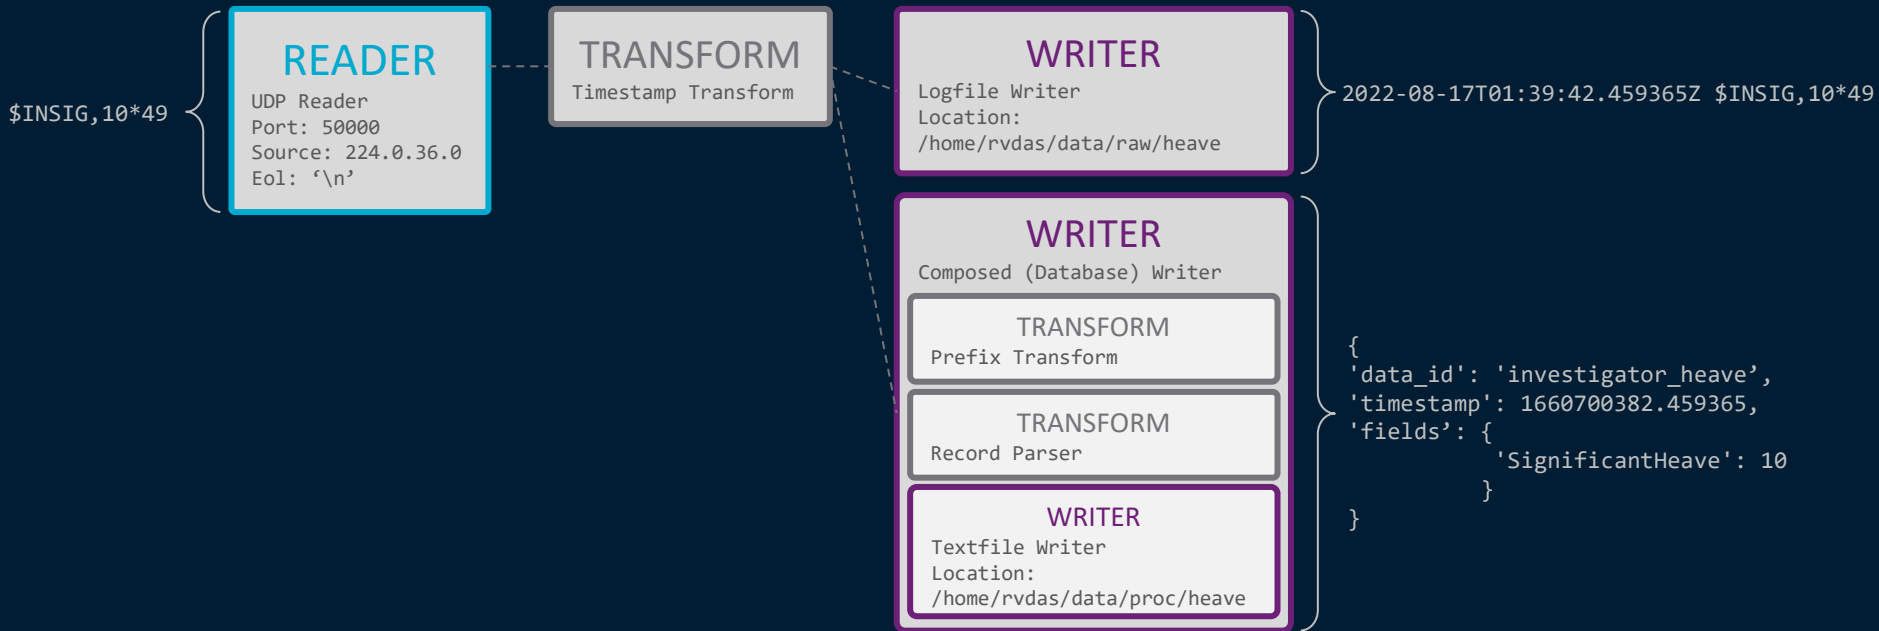 $INSIG,10*49
READER
UDP Reader
Port: 50000
Source: 224.0.36.0
Eol: ‘\n’
TRANSFORM
Timestamp Transform
WRITER
Logfile Writer
Location:
/home/rvdas/data/raw/heave
2022-08-17T01:39:42.459365Z $INSIG,10*49
WRITER
Composed (Database) Writer
TRANSFORM
Prefix Transform
TRANSFORM
Record Parser
WRITER
Textfile Writer
Location:
/home/rvdas/data/proc/heave
{
'data_id': 'investigator_heave’,
'timestamp': 1660700382.459365,
'fields’: {
'SignificantHeave': 10
}
}